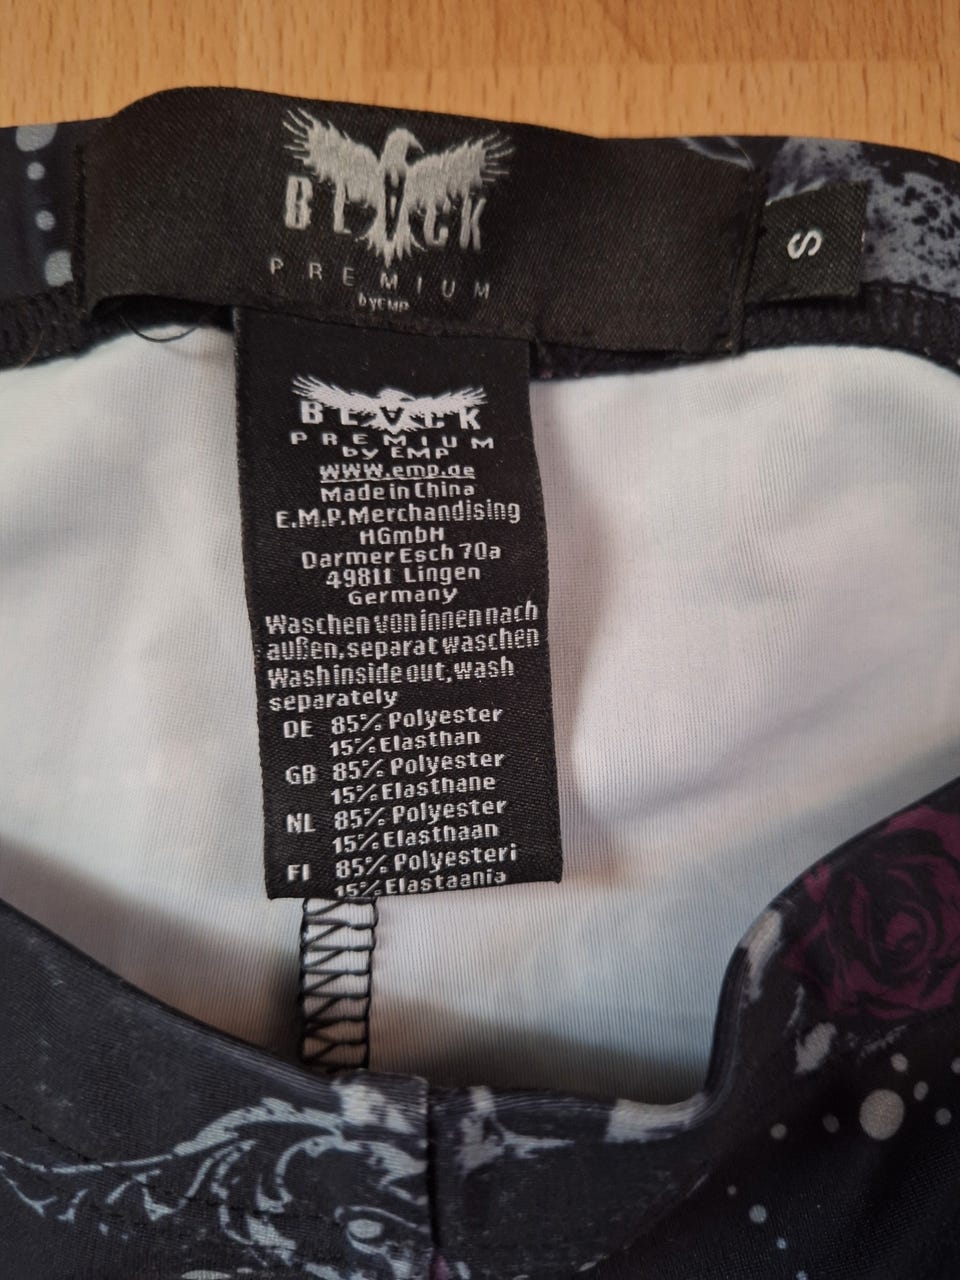 BLACK
PREMIUM
by EMP
S
BLACK
PREMIUM
by EMP
www.emp.de
Made in China
E.M.P. Merchandising
HGmbH
Darmer Esch 70a
49811 Lingen
Germany
Waschen von innen nach
außen, separat waschen
Wash inside out, wash
separately
DE 85% Polyester
15% Elasthan
GB 85% Polyester
15% Elasthane
NL 85% Polyester
15% Elasthaan
FI 85% Polyesteri
15% Elastaania